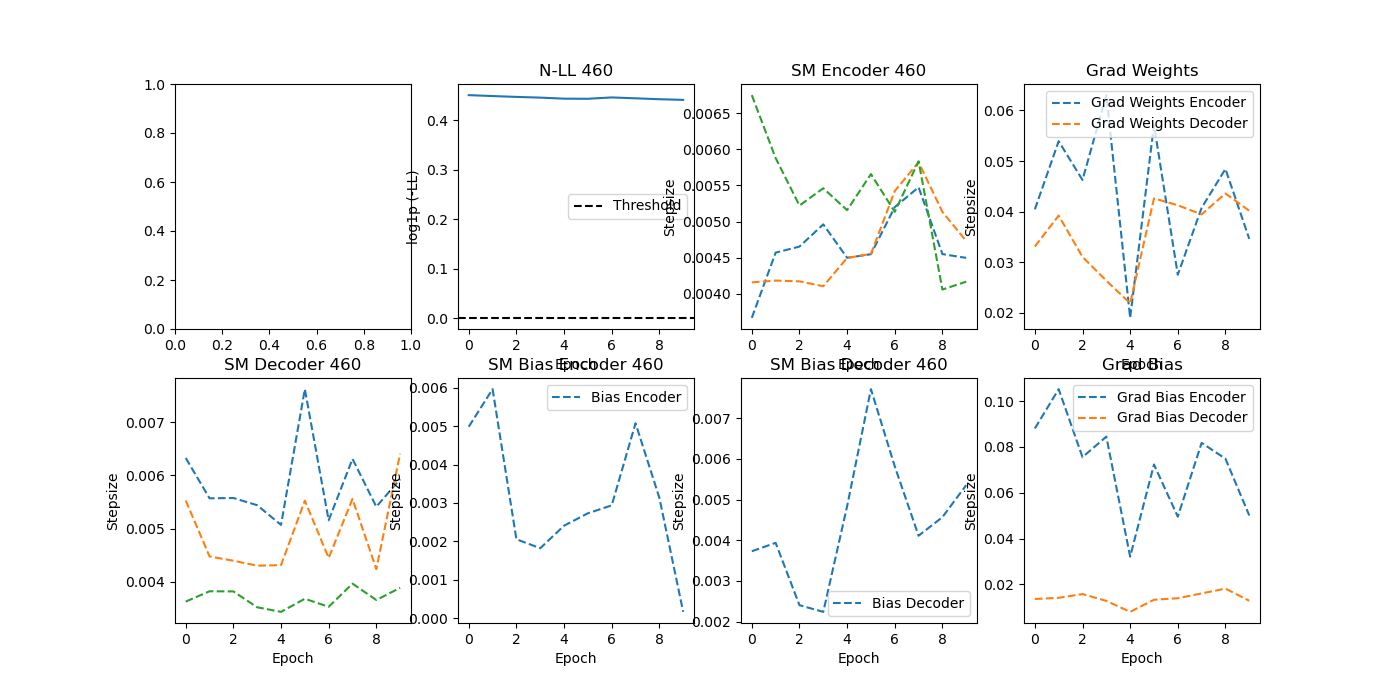 N-LL 460
SM Encoder 460
Grad Weights
1.0
0.8
0.6
0.4
0.2
0.0
0.0 0.2 0.4 0.6 0.8 1.0
log1p (-LL)
0.4
0.3
0.2
0.1
0.0
Threshold
0 2 4 6 8
Epoch
Stepsize
0.0065
0.0060
0.0055
0.0050
0.0045
0.0040
0 2 4 6 8
Epoch
Stepsize
0.06
0.05
0.04
0.03
0.02
Grad Weights Encoder
Grad Weights Decoder
0 2 4 6 8
Epoch
SM Decoder 460
SM Bias Encoder 460
SM Bias Decoder 460
Grad Bias
Stepsize
0.007
0.006
0.005
0.004
0 2 4 6 8
Epoch
Stepsize
0.006
0.005
0.004
0.003
0.002
0.001
0.000
Bias Encoder
0 2 4 6 8
Epoch
Stepsize
0.007
0.006
0.005
0.004
0.003
0.002
Bias Decoder
0 2 4 6 8
Epoch
Stepsize
0.10
0.08
0.06
0.04
0.02
Grad Bias Encoder
Grad Bias Decoder
0 2 4 6 8
Epoch